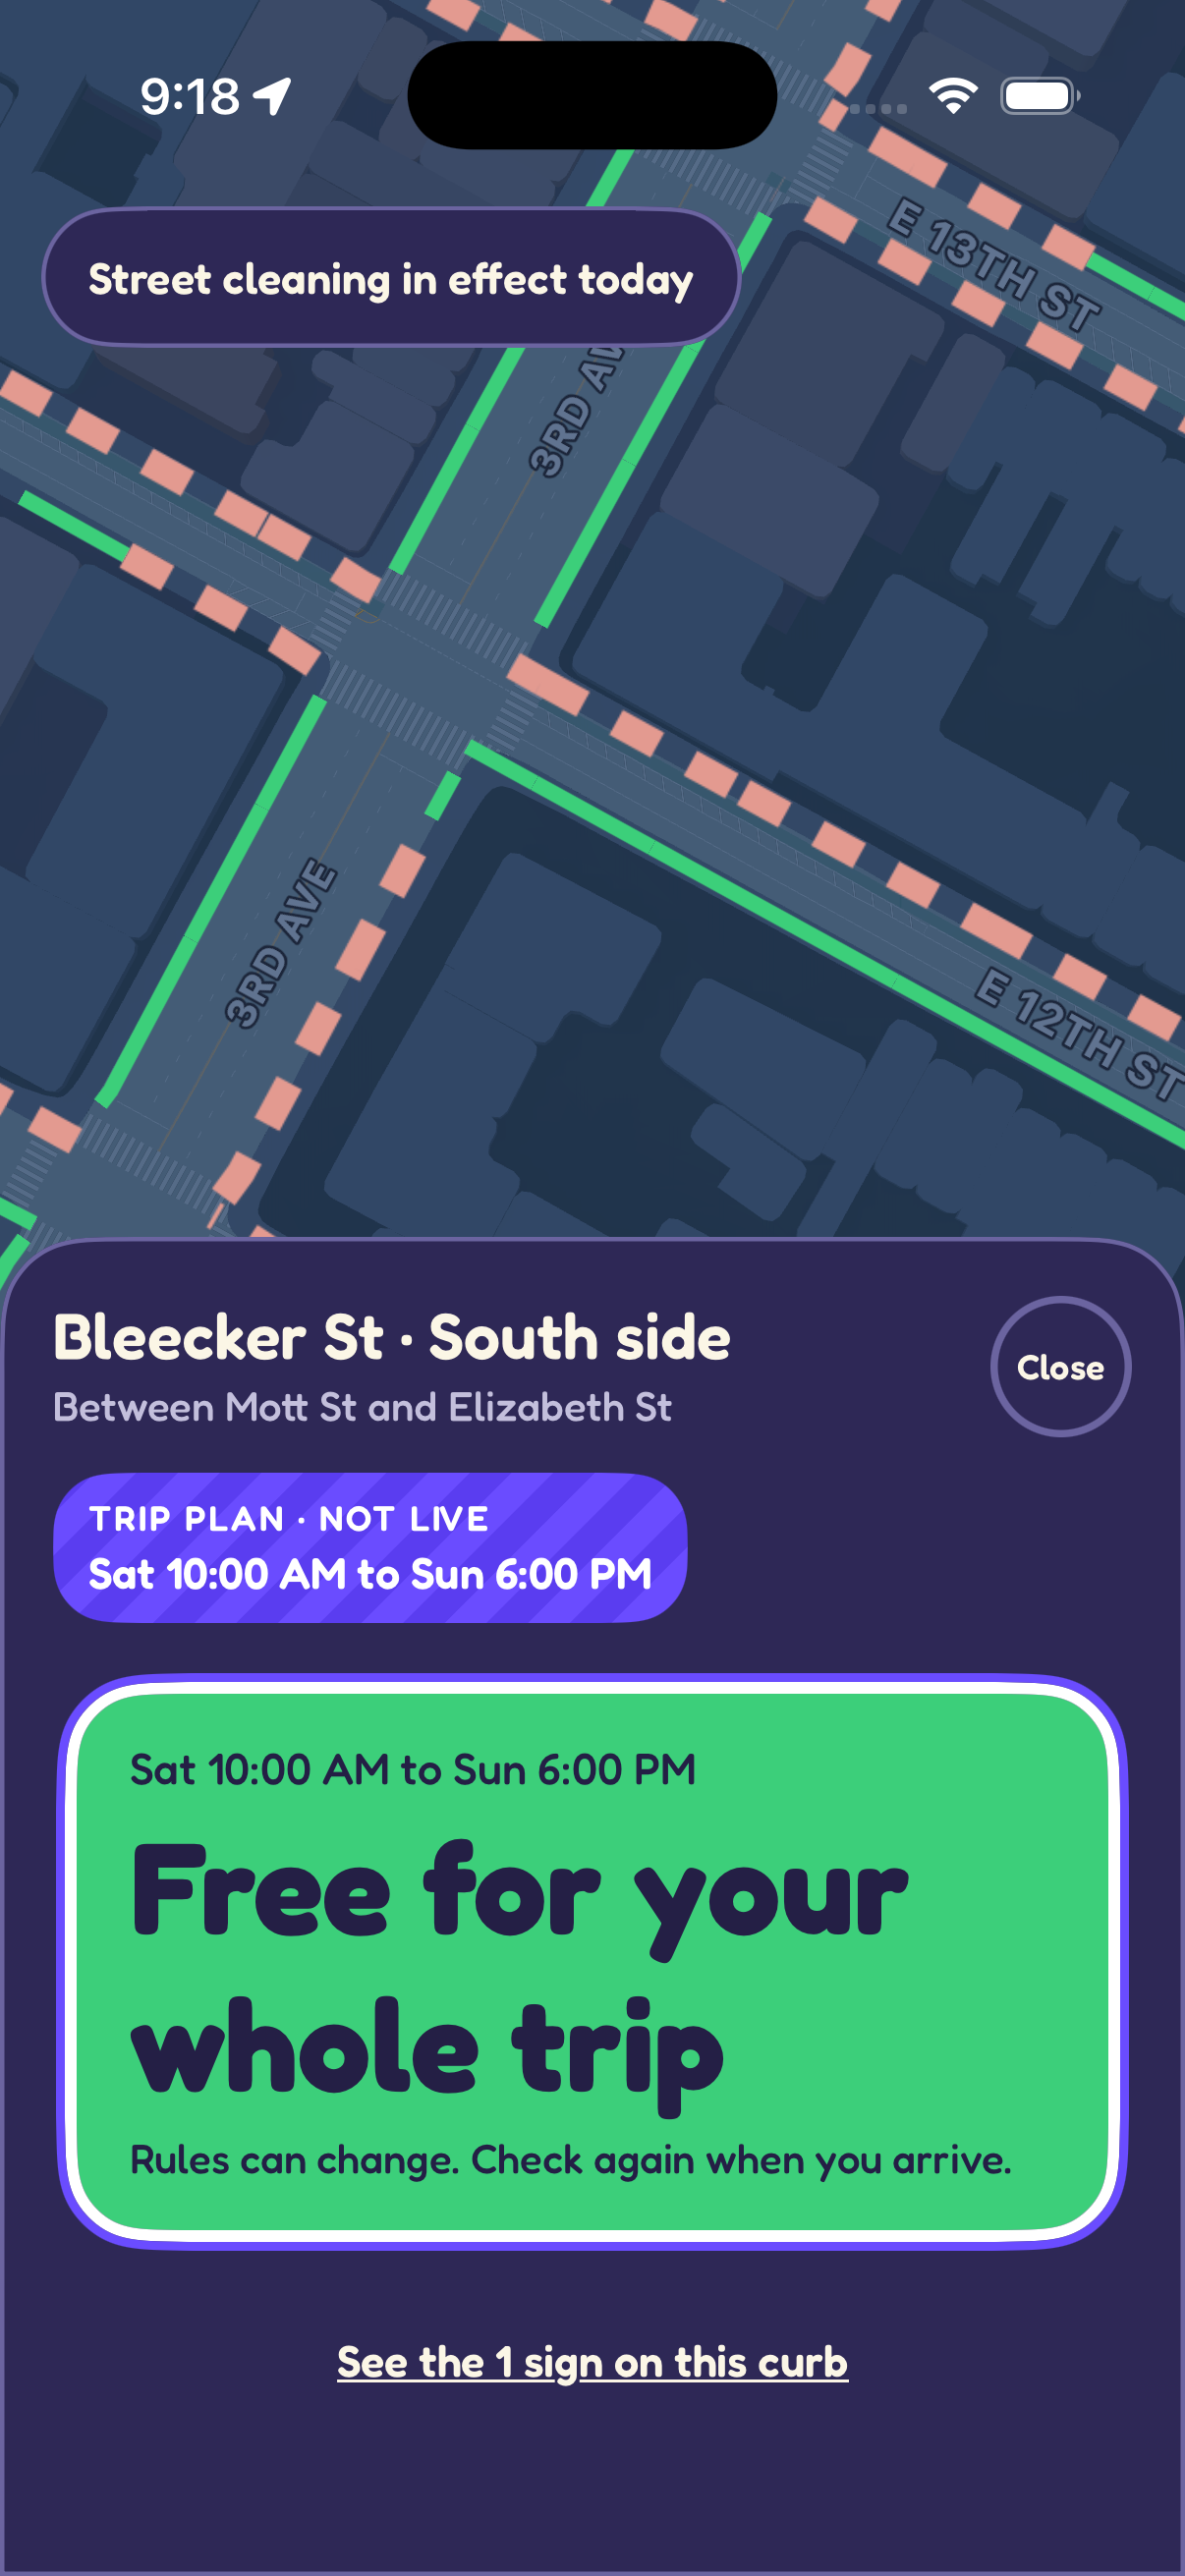 9:18
E 13TH ST
Street cleaning in effect today
3RD AV
3RD AVE
E 12TH ST
Bleecker St · South side
Close
Between Mott St and Elizabeth St
TRIP PLAN · NOT LIVE
Sat 10:00 AM to Sun 6:00 PM
Sat 10:00 AM to Sun 6:00 PM
Free for your
whole trip
Rules can change. Check again when you arrive.
See the 1 sign on this curb